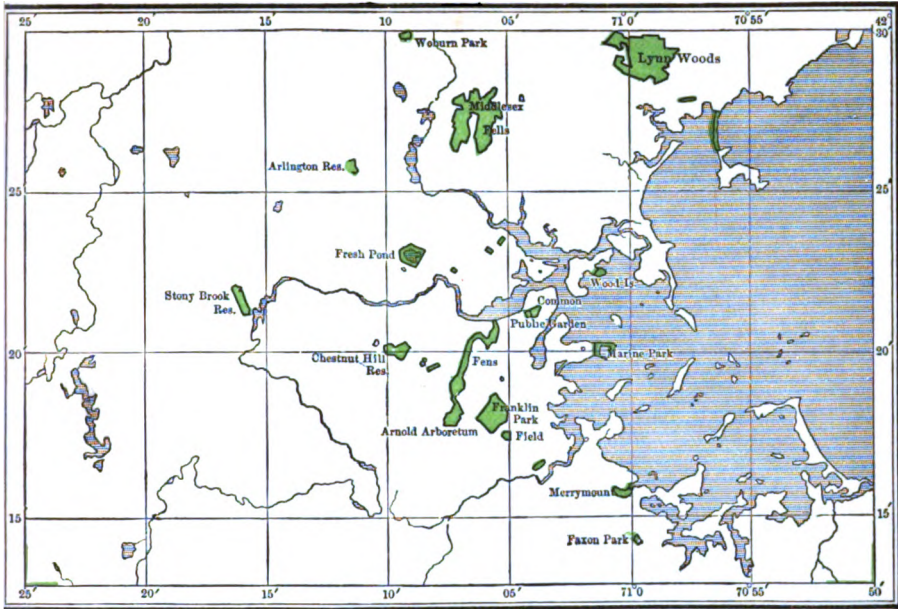 25 20 15 10 05 71°0 70°55 42°
30
Woburn Park
Lynn Woods
Middlesex
Fells
Arlington Res.
25 25
Fresh Pond
Wood Is.
Stony Brook
Res.
Common
Public Garden
20 20
Chestnut Hill
Res.
Fens
Marine Park
Franklin
Park
Arnold Arboretum
Field
Merrymount
15 15
Faxon Park
25 20 15 10 05 71°0 70°55' 50